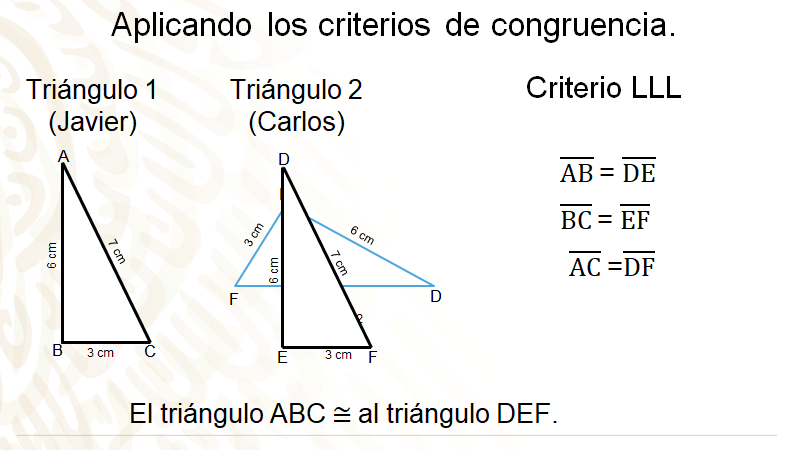 Aplicando los criterios de congruencia.
Triángulo 1
(Javier)
Triángulo 2
(Carlos)
Criterio LLL
A
6 cm
7 cm
B
3 cm
C
D
3 cm
6 cm
6 cm
7 cm
F
D
E
3 cm
F
AB = DE
BC = EF
AC =DF
El triángulo ABC ≅ al triángulo DEF.